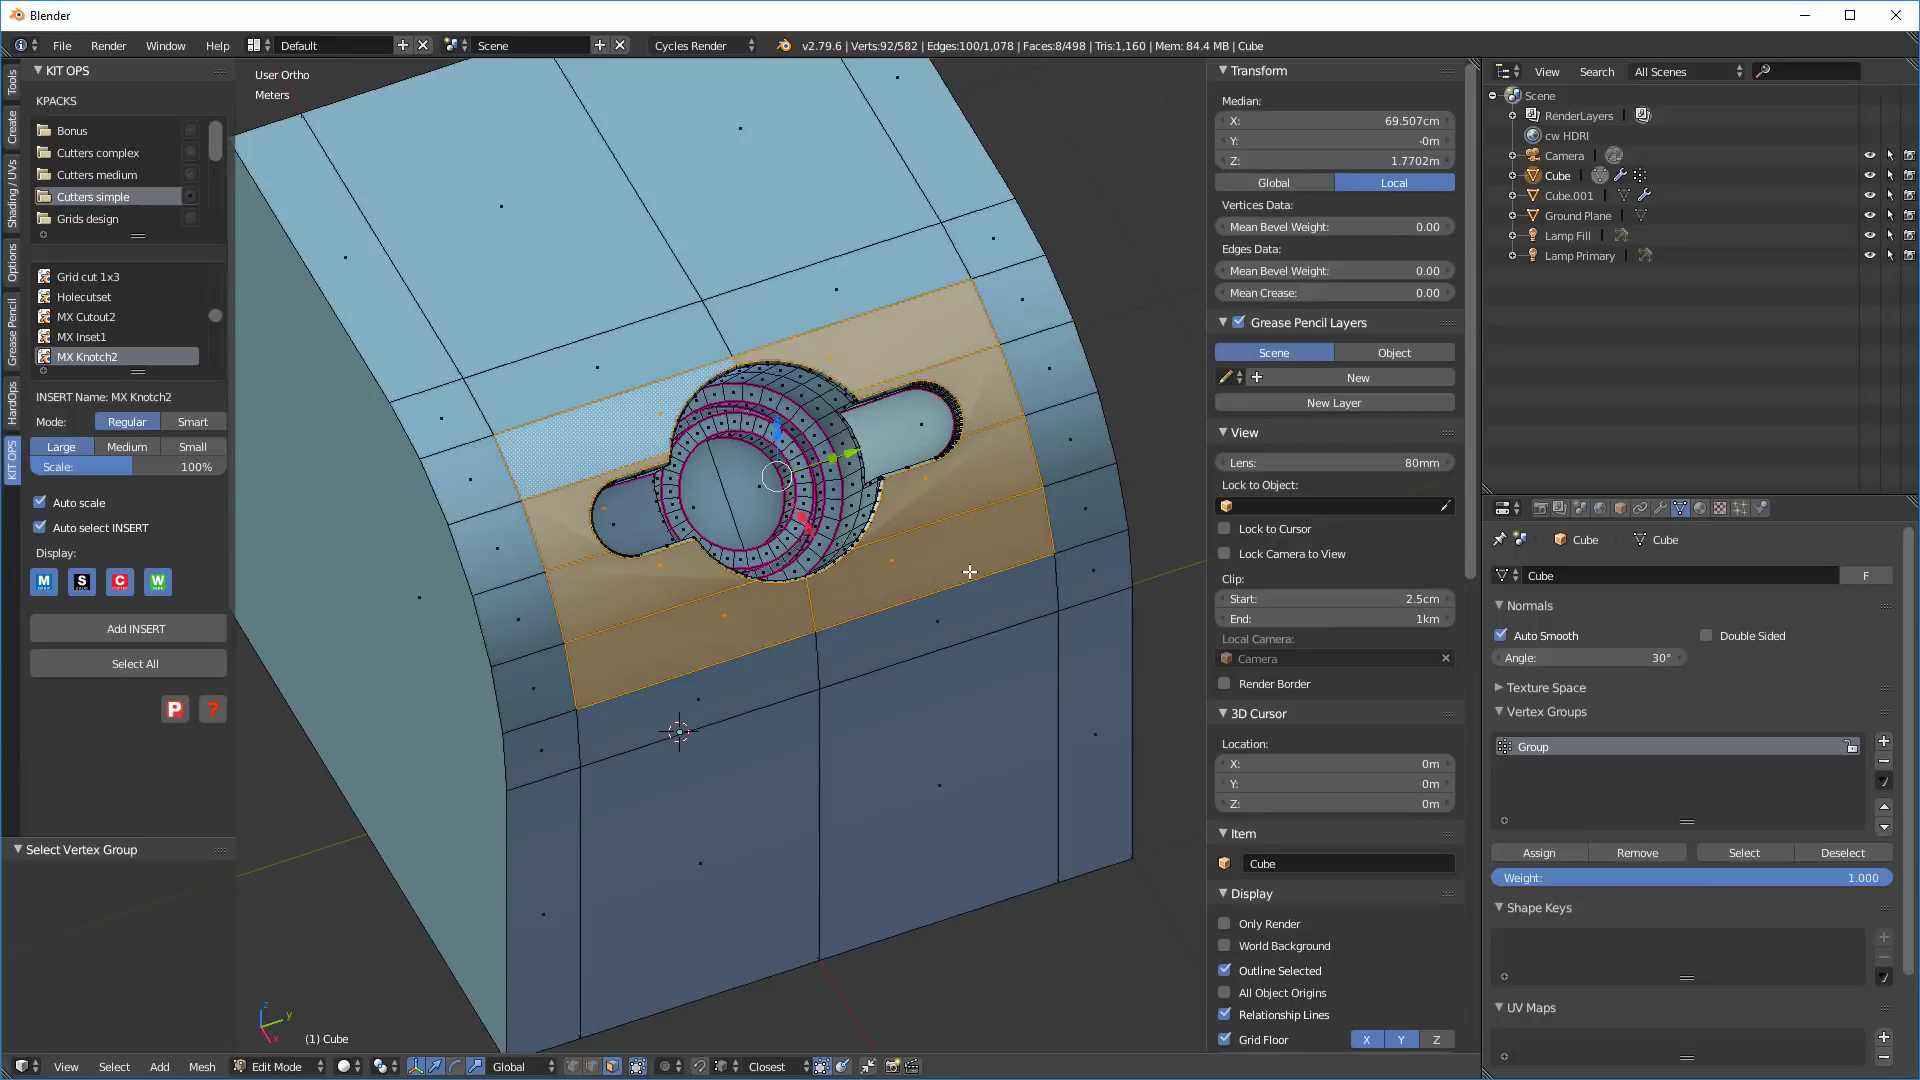 Blender
File Render Window Help Default Scene Cycles Render v2.79.6 | Verts:92/582 | Edges:100/1,078 | Faces:8/498 | Tris:1,160 | Mem: 84.4 MB | Cube
Tools
Create
Shading / UVs
Options
Grease Pencil
HardOps
KIT OPS
KIT OPS
KPACKS
Bonus
Cutters complex
Cutters medium
Cutters simple
Grids design
Grid cut 1x3
Holecutset
MX Cutout2
MX Inset1
MX Knotch2
INSERT Name: MX Knotch2
Mode: Regular Smart
Large Medium Small
Scale: 100%
Auto scale
Auto select INSERT
Display:
M S C W
Add INSERT
Select All
P ?
Select Vertex Group
User Ortho
Meters
z
y
x
(1) Cube
View Select Add Mesh Edit Mode Global Closest
Transform
Median:
X: 69.507cm
Y: -0m
Z: 1.7702m
Global Local
Vertices Data:
Mean Bevel Weight: 0.00
Edges Data:
Mean Bevel Weight: 0.00
Mean Crease: 0.00
Grease Pencil Layers
Scene Object
New
New Layer
View
Lens: 80mm
Lock to Object:
Lock to Cursor
Lock Camera to View
Clip:
Start: 2.5cm
End: 1km
Local Camera:
Camera
Render Border
3D Cursor
Location:
X: 0m
Y: 0m
Z: 0m
Item
Cube
Display
Only Render
World Background
Outline Selected
All Object Origins
Relationship Lines
Grid Floor X Y Z
View Search All Scenes
Scene
RenderLayers
cw HDRI
Camera
Cube
Cube.001
Ground Plane
Lamp Fill
Lamp Primary
Cube Cube
Cube F
Normals
Auto Smooth Double Sided
Angle: 30°
Texture Space
Vertex Groups
Group
Assign Remove Select Deselect
Weight: 1.000
Shape Keys
UV Maps